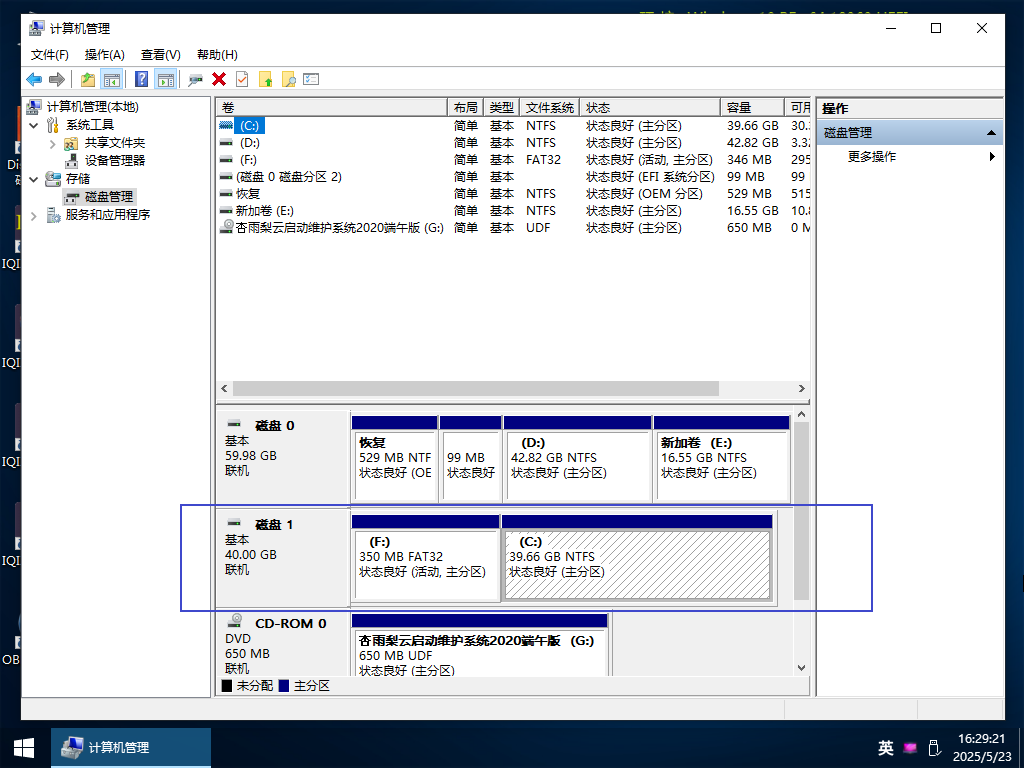 计算机管理
文件(F) 操作(A) 查看(V) 帮助(H)
计算机管理(本地)
系统工具
共享文件夹
设备管理器
存储
磁盘管理
服务和应用程序
卷 布局 类型 文件系统 状态 容量 可用
(C:) 简单 基本 NTFS 状态良好 (主分区) 39.66 GB 30.
(D:) 简单 基本 NTFS 状态良好 (主分区) 42.82 GB 3.3
(F:) 简单 基本 FAT32 状态良好 (活动, 主分区) 346 MB 295
(磁盘 0 磁盘分区 2) 简单 基本 状态良好 (EFI 系统分区) 99 MB 99
恢复 简单 基本 NTFS 状态良好 (OEM 分区) 529 MB 515
新加卷 (E:) 简单 基本 NTFS 状态良好 (主分区) 16.55 GB 10.
杏雨梨云启动维护系统2020端午版 (G:) 简单 基本 UDF 状态良好 (主分区) 650 MB 0 M
操作
磁盘管理
更多操作
磁盘 0
基本
59.98 GB
联机
恢复
529 MB NTF
状态良好 (OE
99 MB
状态良好
(D:)
42.82 GB NTFS
状态良好 (主分区)
新加卷 (E:)
16.55 GB NTFS
状态良好 (主分区)
磁盘 1
基本
40.00 GB
联机
(F:)
350 MB FAT32
状态良好 (活动, 主分区)
(C:)
39.66 GB NTFS
状态良好 (主分区)
CD-ROM 0
DVD
650 MB
联机
杏雨梨云启动维护系统2020端午版 (G:)
650 MB UDF
状态良好 (主分区)
未分配 主分区
IQI
IQI
IQI
IQI
OB
计算机管理
英
16:29:21
2025/5/23